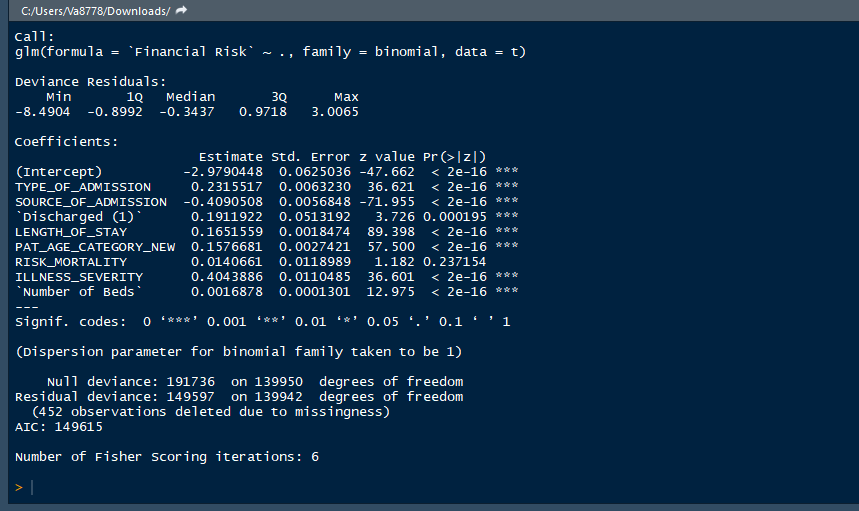 C:/Users/Va8778/Downloads/
Call:
glm(formula = `Financial Risk` ~ ., family = binomial, data = t)
Deviance Residuals:
    Min      1Q  Median      3Q     Max
-8.4904 -0.8992 -0.3437  0.9718  3.0065
Coefficients:
                       Estimate Std. Error z value Pr(>|z|)
(Intercept)          -2.9790448  0.0625036 -47.662  < 2e-16 ***
TYPE_OF_ADMISSION     0.2315517  0.0063230  36.621  < 2e-16 ***
SOURCE_OF_ADMISSION  -0.4090508  0.0056848 -71.955  < 2e-16 ***
`Discharged (1)`      0.1911922  0.0513192   3.726 0.000195 ***
LENGTH_OF_STAY        0.1651559  0.0018474  89.398  < 2e-16 ***
PAT_AGE_CATEGORY_NEW  0.1576681  0.0027421  57.500  < 2e-16 ***
RISK_MORTALITY        0.0140661  0.0118989   1.182 0.237154
ILLNESS_SEVERITY      0.4043886  0.0110485  36.601  < 2e-16 ***
`Number of Beds`      0.0016878  0.0001301  12.975  < 2e-16 ***
---
Signif. codes:  0 ‘***’ 0.001 ‘**’ 0.01 ‘*’ 0.05 ‘.’ 0.1 ‘ ’ 1
(Dispersion parameter for binomial family taken to be 1)
    Null deviance: 191736  on 139950  degrees of freedom
Residual deviance: 149597  on 139942  degrees of freedom
  (452 observations deleted due to missingness)
AIC: 149615
Number of Fisher Scoring iterations: 6
>